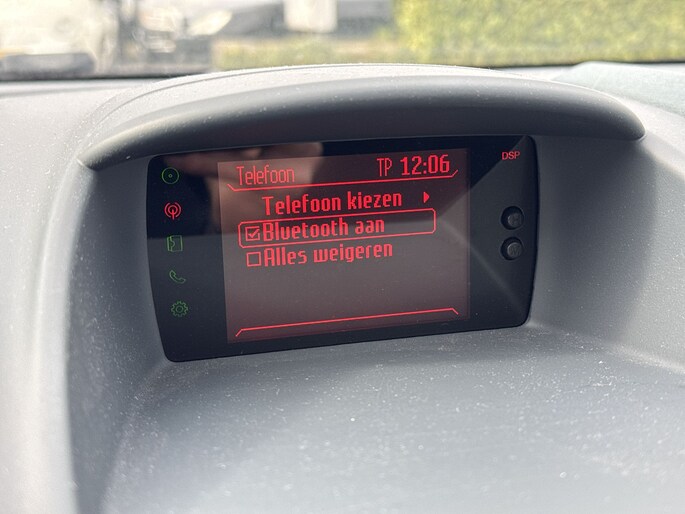 Telefoon TP 12:06
DSP
Telefoon kiezen
Bluetooth aan
Alles weigeren